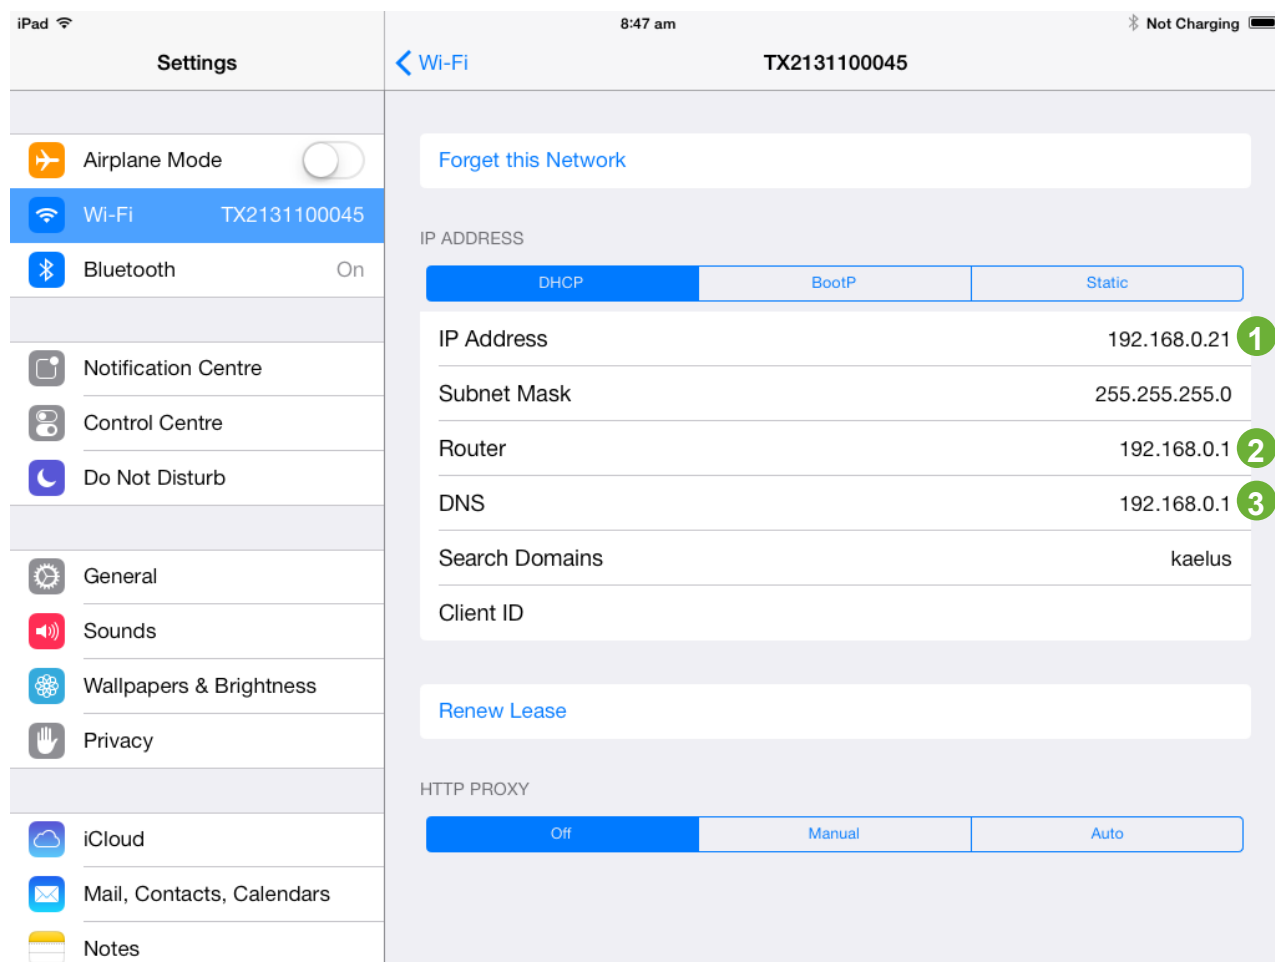 iPad 8:47 am Not Charging
Settings
Wi-Fi TX2131100045
Airplane Mode
Wi-Fi TX2131100045
Bluetooth On
Notification Centre
Control Centre
Do Not Disturb
General
Sounds
Wallpapers & Brightness
Privacy
iCloud
Mail, Contacts, Calendars
Notes
Forget this Network
IP ADDRESS
DHCP BootP Static
IP Address 192.168.0.21 1
Subnet Mask 255.255.255.0
Router 192.168.0.1 2
DNS 192.168.0.1 3
Search Domains kaelus
Client ID
Renew Lease
HTTP PROXY
Off Manual Auto